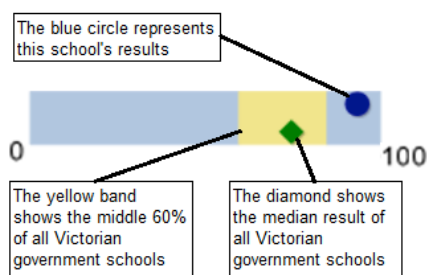 The blue circle represents
this school's results
0
100
The yellow band
shows the middle 60%
of all Victorian
government schools
The diamond shows
the median result of
all Victorian
government schools